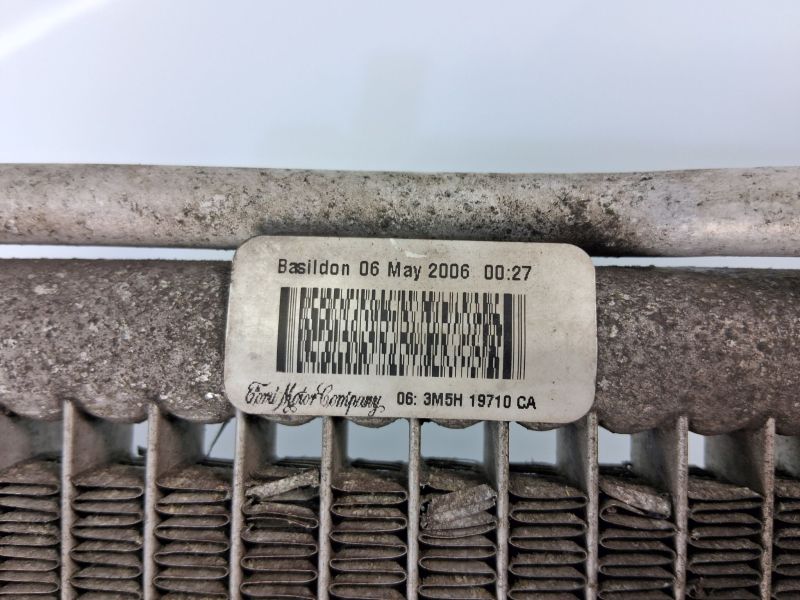 Basildon 06 May 2006 00:27
Ford Motor Company 06: 3M5H 19710 CA